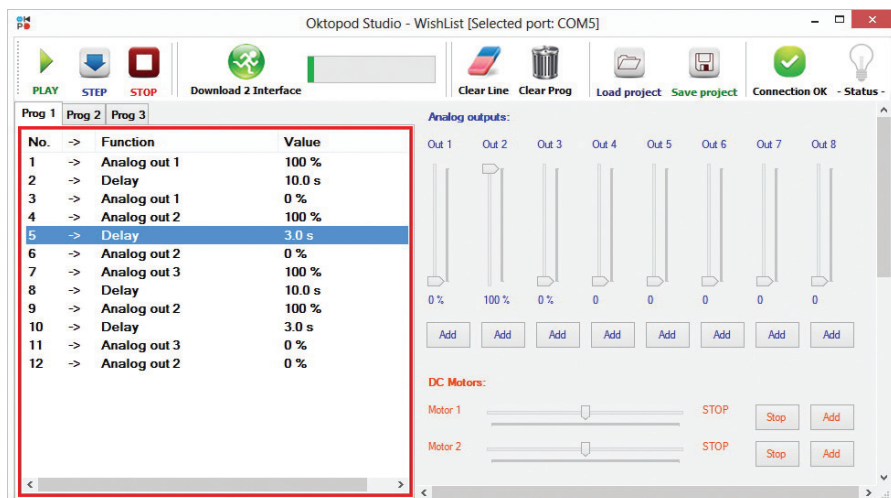 Oktopod Studio - WishList [Selected port: COM5]
PLAY STEP STOP Download 2 Interface Clear Line Clear Prog Load project Save project Connection OK - Status -
Prog 1 Prog 2 Prog 3
No. -> Function Value
1 -> Analog out 1 100 %
2 -> Delay 10.0 s
3 -> Analog out 1 0 %
4 -> Analog out 2 100 %
5 -> Delay 3.0 s
6 -> Analog out 2 0 %
7 -> Analog out 3 100 %
8 -> Delay 10.0 s
9 -> Analog out 2 100 %
10 -> Delay 3.0 s
11 -> Analog out 3 0 %
12 -> Analog out 2 0 %
Analog outputs:
Out 1 Out 2 Out 3 Out 4 Out 5 Out 6 Out 7 Out 8
0 % 100 % 0 % 0 0 0 0 0
Add Add Add Add Add Add Add Add
DC Motors:
Motor 1 STOP Stop Add
Motor 2 STOP Stop Add